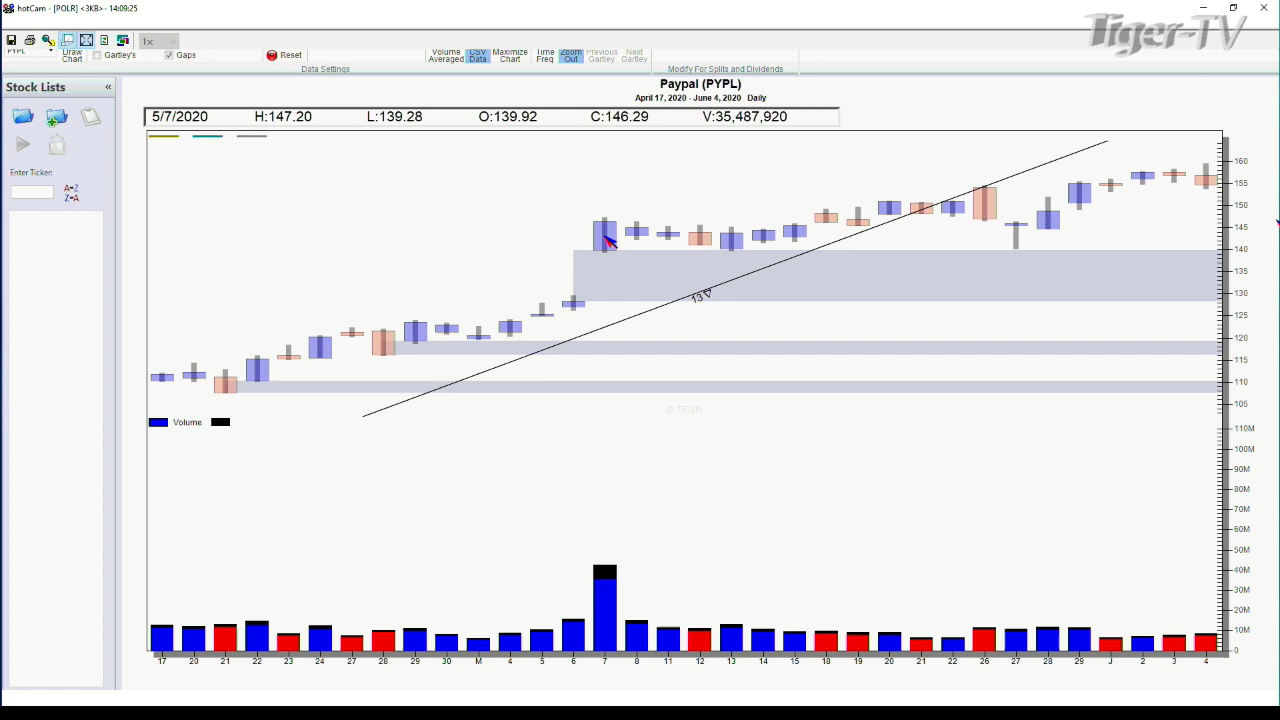 hotCam - [POLR] <3KB> - 14:09:25
Tiger-TV
1x
PYPL
Draw Chart
Gartley's
Gaps
Reset
Volume Averaged
CSV Data
Maximize Chart
Time Freq
Zoom Out
Previous Gartley
Next Gartley
Data Settings
Modify For Splits and Dividends
Stock Lists «
Paypal (PYPL)
April 17, 2020 - June 4, 2020 Daily
5/7/2020 H:147.20 L:139.28 O:139.92 C:146.29 V:35,487,920
Enter Ticker:
A=Z
Z=A
160
155
150
145
140
135
130
125
120
115
110
105
13
© TFNN
Volume
110M
100M
90M
80M
70M
60M
50M
40M
30M
20M
10M
0
17 20 21 22 23 24 27 28 29 30 M 4 5 6 7 8 11 12 13 14 15 18 19 20 21 22 26 27 28 29 J 2 3 4